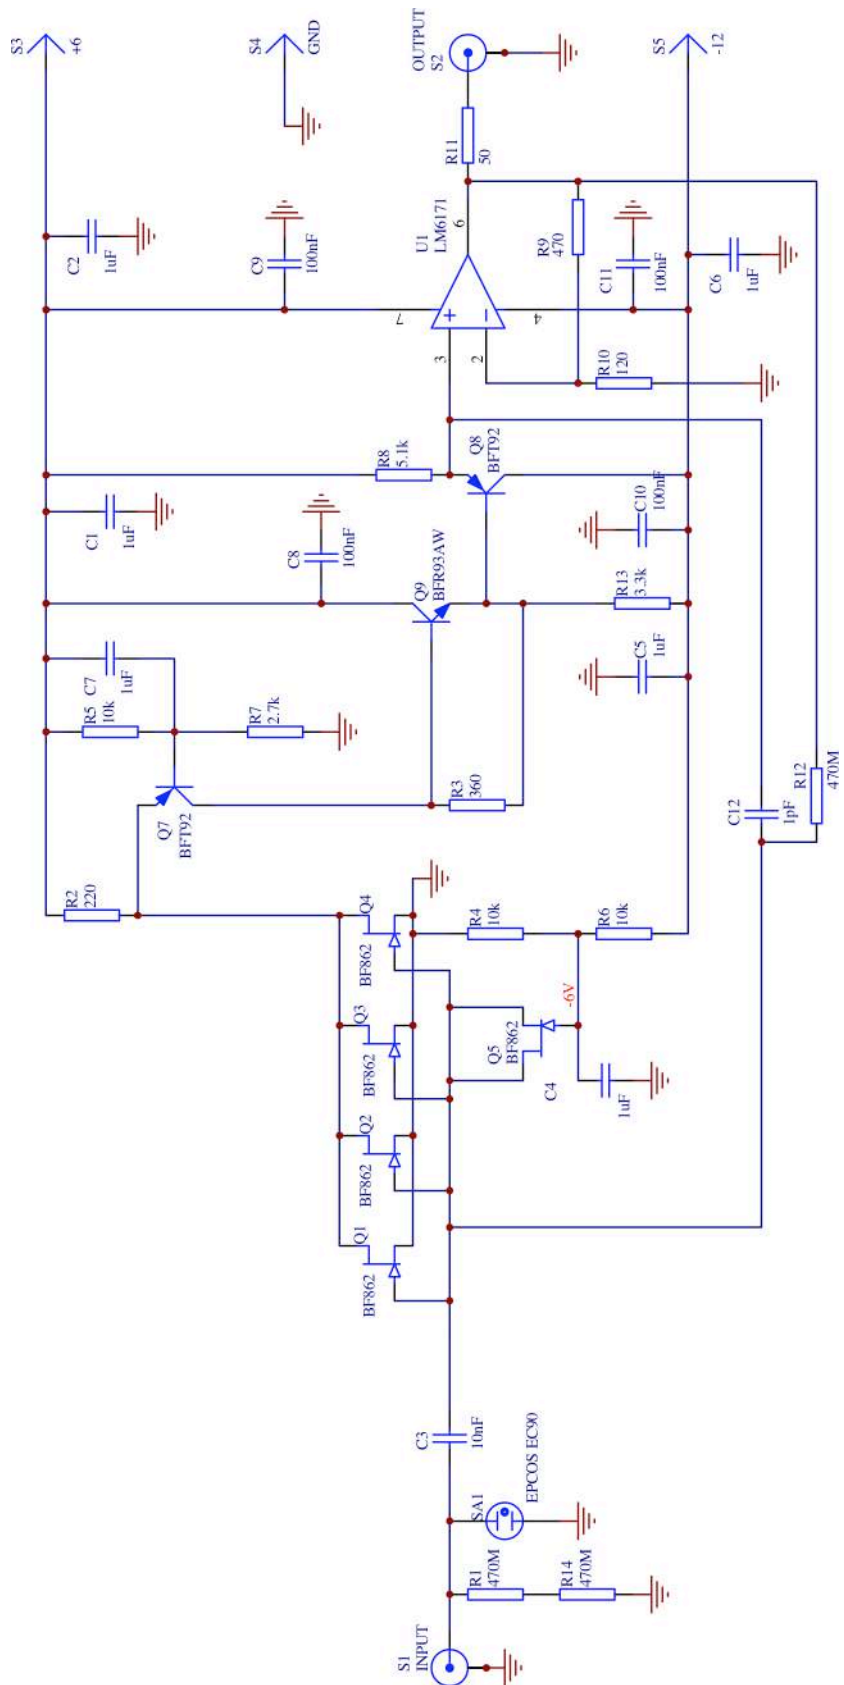 S3
+6
S4
GND
OUTPUT
S2
S5
-12
R11
50
C2
1uF
C9
100nF
U1
LM6171
6
7
4
3
2
R9
470
C11
100nF
C6
1uF
R10
120
R8
5.1k
Q8
BFT92
C1
1uF
C8
100nF
Q9
BFR93AW
C10
100nF
R13
3.3k
C5
1uF
C7
1uF
R5
10k
R7
2.7k
Q7
BFT92
R3
360
C12
1pF
R12
470M
R2
220
Q4
BF862
Q3
BF862
Q2
BF862
Q1
BF862
R4
10k
R6
10k
-6V
Q5
BF862
C4
1uF
C3
10nF
SA1
EPCOS EC90
R1
470M
R14
470M
S1
INPUT